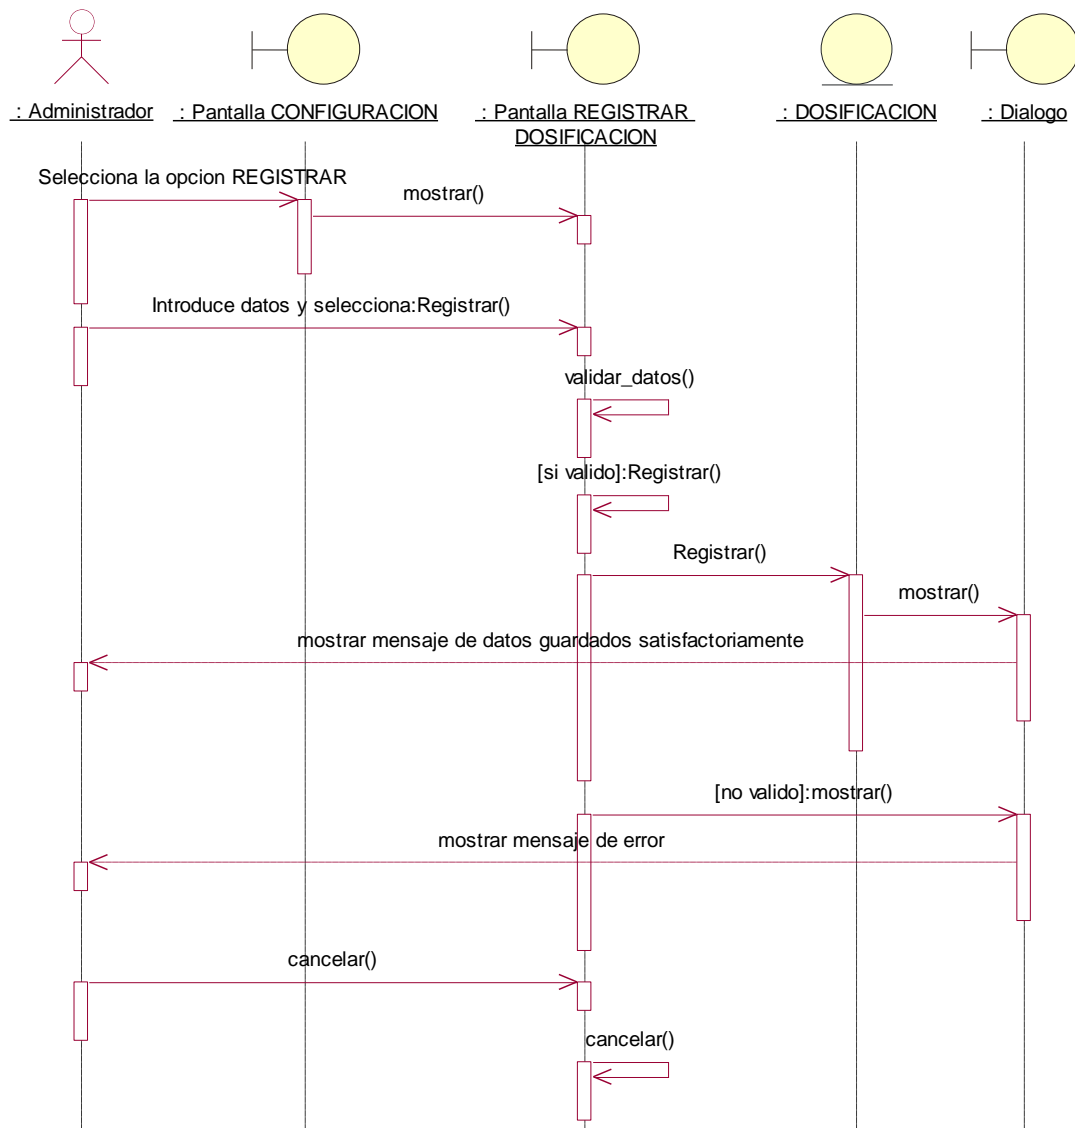 : Administrador
: Pantalla CONFIGURACION
: Pantalla REGISTRAR
DOSIFICACION
: DOSIFICACION
: Dialogo
Selecciona la opcion REGISTRAR
mostrar()
Introduce datos y selecciona:Registrar()
validar_datos()
[si valido]:Registrar()
Registrar()
mostrar()
mostrar mensaje de datos guardados satisfactoriamente
[no valido]:mostrar()
mostrar mensaje de error
cancelar()
cancelar()